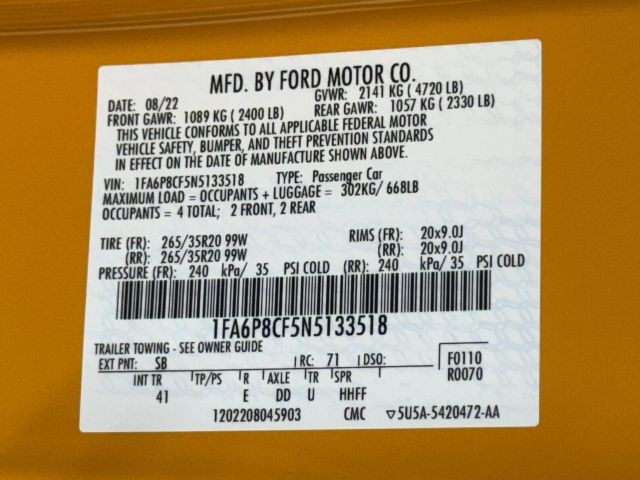 MFD. BY FORD MOTOR CO.
DATE: 08/22 GVWR: 2141 KG ( 4720 LB)
FRONT GAWR: 1089 KG ( 2400 LB) REAR GAWR: 1057 KG ( 2330 LB)
THIS VEHICLE CONFORMS TO ALL APPLICABLE FEDERAL MOTOR
VEHICLE SAFETY, BUMPER, AND THEFT PREVENTION STANDARDS
IN EFFECT ON THE DATE OF MANUFACTURE SHOWN ABOVE.
VIN: 1FA6P8CF5N5133518 TYPE: Passenger Car
MAXIMUM LOAD = OCCUPANTS + LUGGAGE = 302KG/ 668LB
OCCUPANTS = 4 TOTAL; 2 FRONT, 2 REAR
TIRE (FR): 265/35R20 99W RIMS (FR): 20x9.0J
(RR): 265/35R20 99W (RR): 20x9.0J
PRESSURE (FR): 240 kPa/ 35 PSI COLD (RR): 240 kPa/ 35 PSI COLD
1FA6P8CF5N5133518
TRAILER TOWING - SEE OWNER GUIDE
EXT PNT: SB RC: 71 DSO: F0110
R0070
INT TR TP/PS R AXLE TR SPR
41 E DD U HHFF
1202208045903 CMC ▽5U5A-5420472-AA